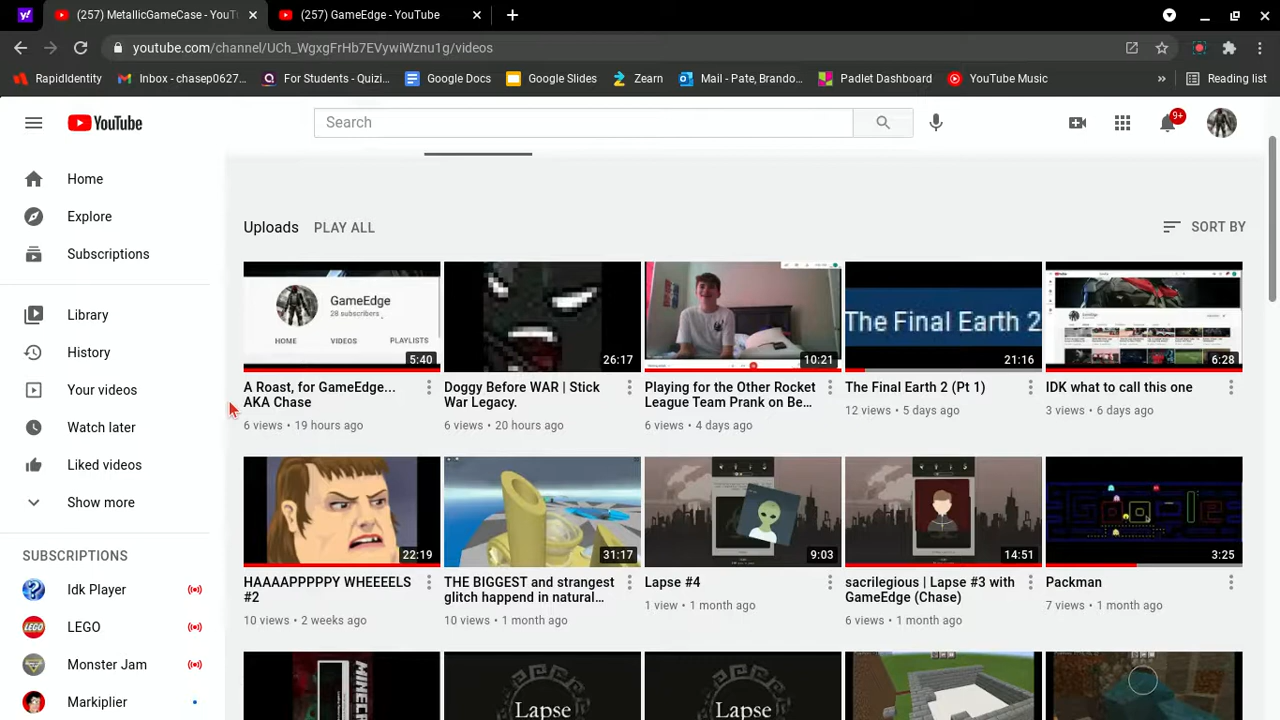 (257) MetallicGameCase - YouT
(257) GameEdge - YouTube
youtube.com/channel/UCh_WgxgFrHb7EVywiWznu1g/videos
RapidIdentity
Inbox - chasep0627...
For Students - Quizi...
Google Docs
Google Slides
Zearn
Mail - Pate, Brando...
Padlet Dashboard
YouTube Music
»
Reading list
YouTube
Search
9+
Home
Explore
Subscriptions
Library
History
Your videos
Watch later
Liked videos
Show more
SUBSCRIPTIONS
Idk Player
LEGO
Monster Jam
Markiplier
Uploads PLAY ALL
SORT BY
GameEdge
28 subscribers
HOME VIDEOS PLAYLISTS
5:40
A Roast, for GameEdge...
AKA Chase
6 views • 19 hours ago
26:17
Doggy Before WAR | Stick
War Legacy.
6 views • 20 hours ago
10:21
Playing for the Other Rocket
League Team Prank on Be...
6 views • 4 days ago
The Final Earth 2
21:16
The Final Earth 2 (Pt 1)
12 views • 5 days ago
6:28
IDK what to call this one
3 views • 6 days ago
22:19
HAAAAPPPPPY WHEEEELS
#2
10 views • 2 weeks ago
31:17
THE BIGGEST and strangest
glitch happend in natural...
10 views • 1 month ago
9:03
Lapse #4
1 view • 1 month ago
14:51
sacrilegious | Lapse #3 with
GameEdge (Chase)
6 views • 1 month ago
3:25
Packman
7 views • 1 month ago
Lapse
Lapse